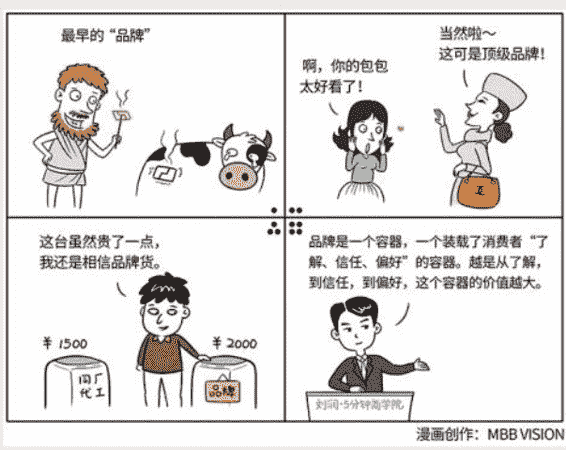 最早的“品牌”
啊,你的包包
太好看了!
当然啦~
这可是顶级品牌!
这台虽然贵了一点,
我还是相信品牌货。
¥ 1500
同厂
代工
¥ 2000
品牌
品牌是一个容器,一个装载了消费者“了
解、信任、偏好”的容器。越是从了解,
到信任,到偏好,这个容器的价值越大。
刘润·5分钟商学院
漫画创作:MBB VISION